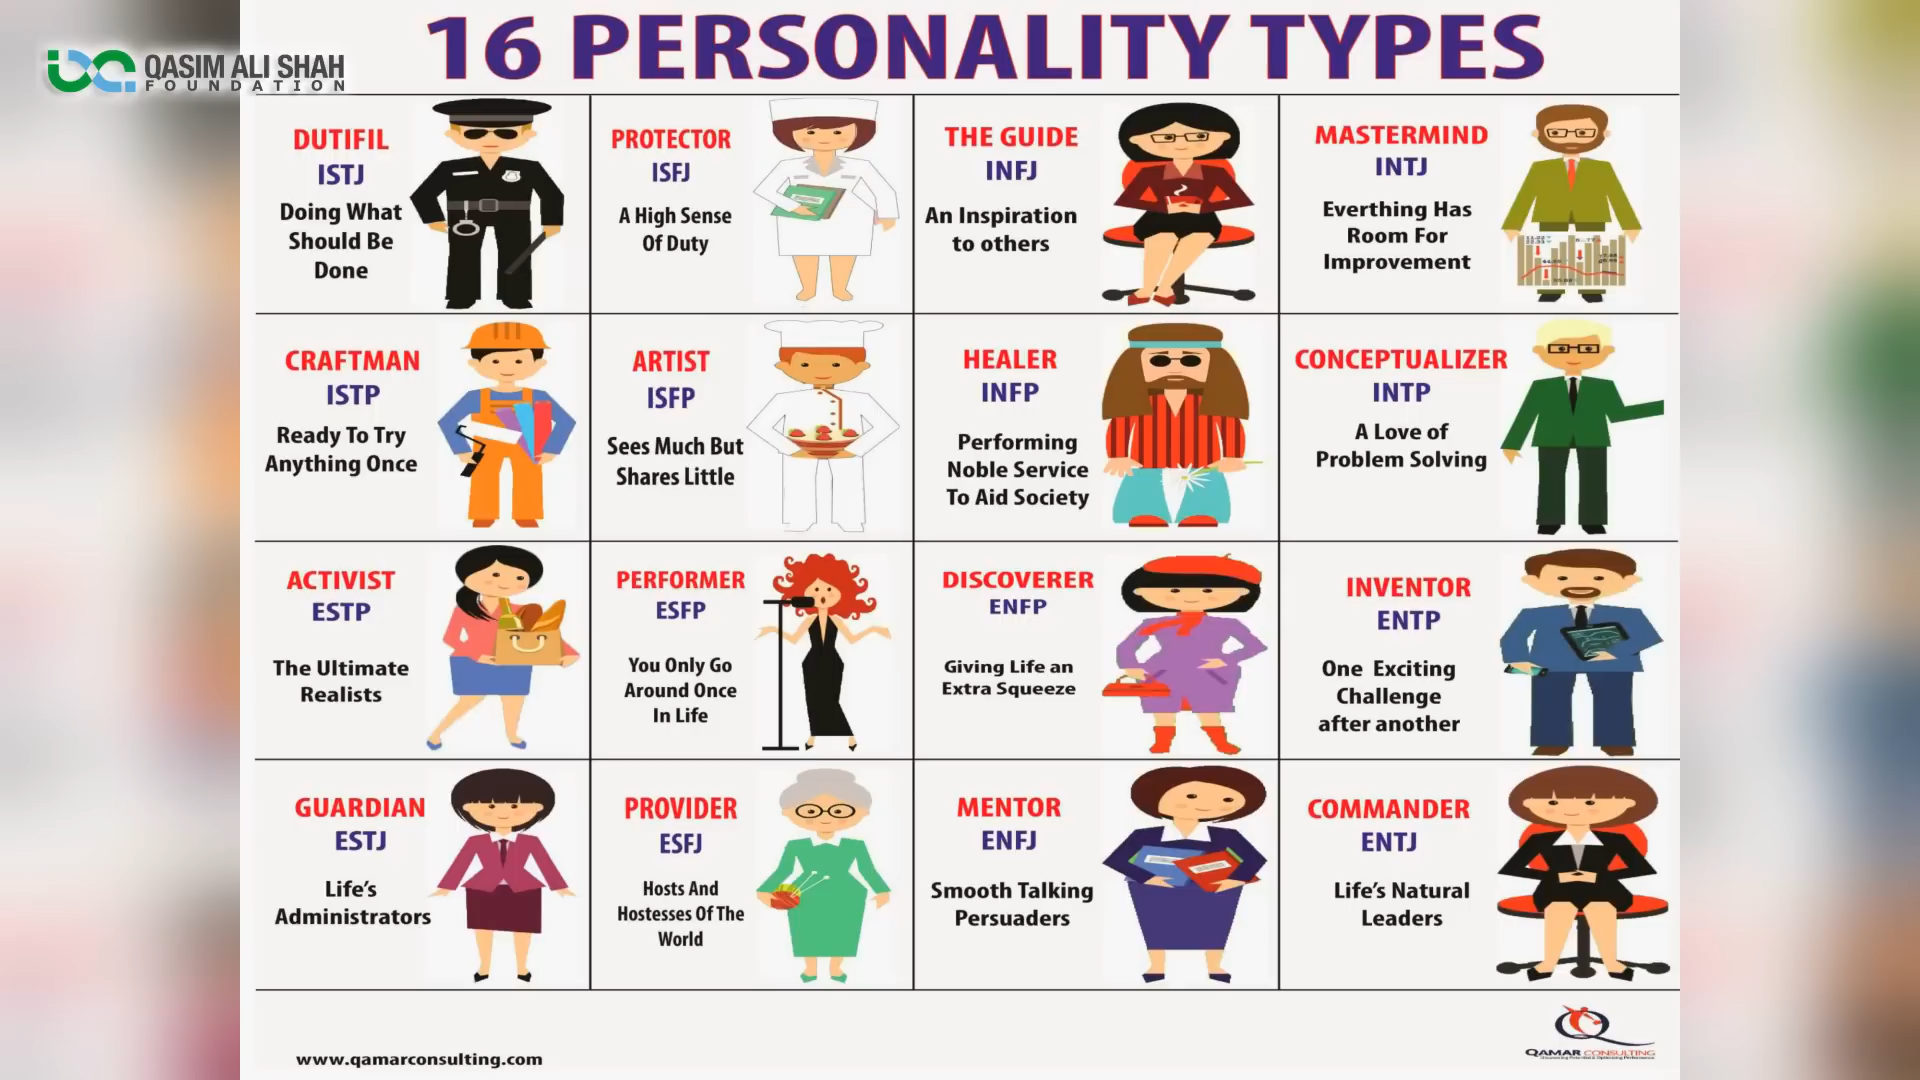 16 PERSONALITY TYPES
QASIM ALI SHAH
FOUNDATION
DUTIFIL
ISTJ
Doing What
Should Be
Done
PROTECTOR
ISFJ
A High Sense
Of Duty
THE GUIDE
INFJ
An Inspiration
to others
MASTERMIND
INTJ
Everthing Has
Room For
Improvement
CRAFTMAN
ISTP
Ready To Try
Anything Once
ARTIST
ISFP
Sees Much But
Shares Little
HEALER
INFP
Performing
Noble Service
To Aid Society
CONCEPTUALIZER
INTP
A Love of
Problem Solving
ACTIVIST
ESTP
The Ultimate
Realists
PERFORMER
ESFP
You Only Go
Around Once
In Life
DISCOVERER
ENFP
Giving Life an
Extra Squeeze
INVENTOR
ENTP
One Exciting
Challenge
after another
GUARDIAN
ESTJ
Life's
Administrators
PROVIDER
ESFJ
Hosts And
Hostesses Of The
World
MENTOR
ENFJ
Smooth Talking
Persuaders
COMMANDER
ENTJ
Life's Natural
Leaders
www.qamarconsulting.com
QAMAR CONSULTING